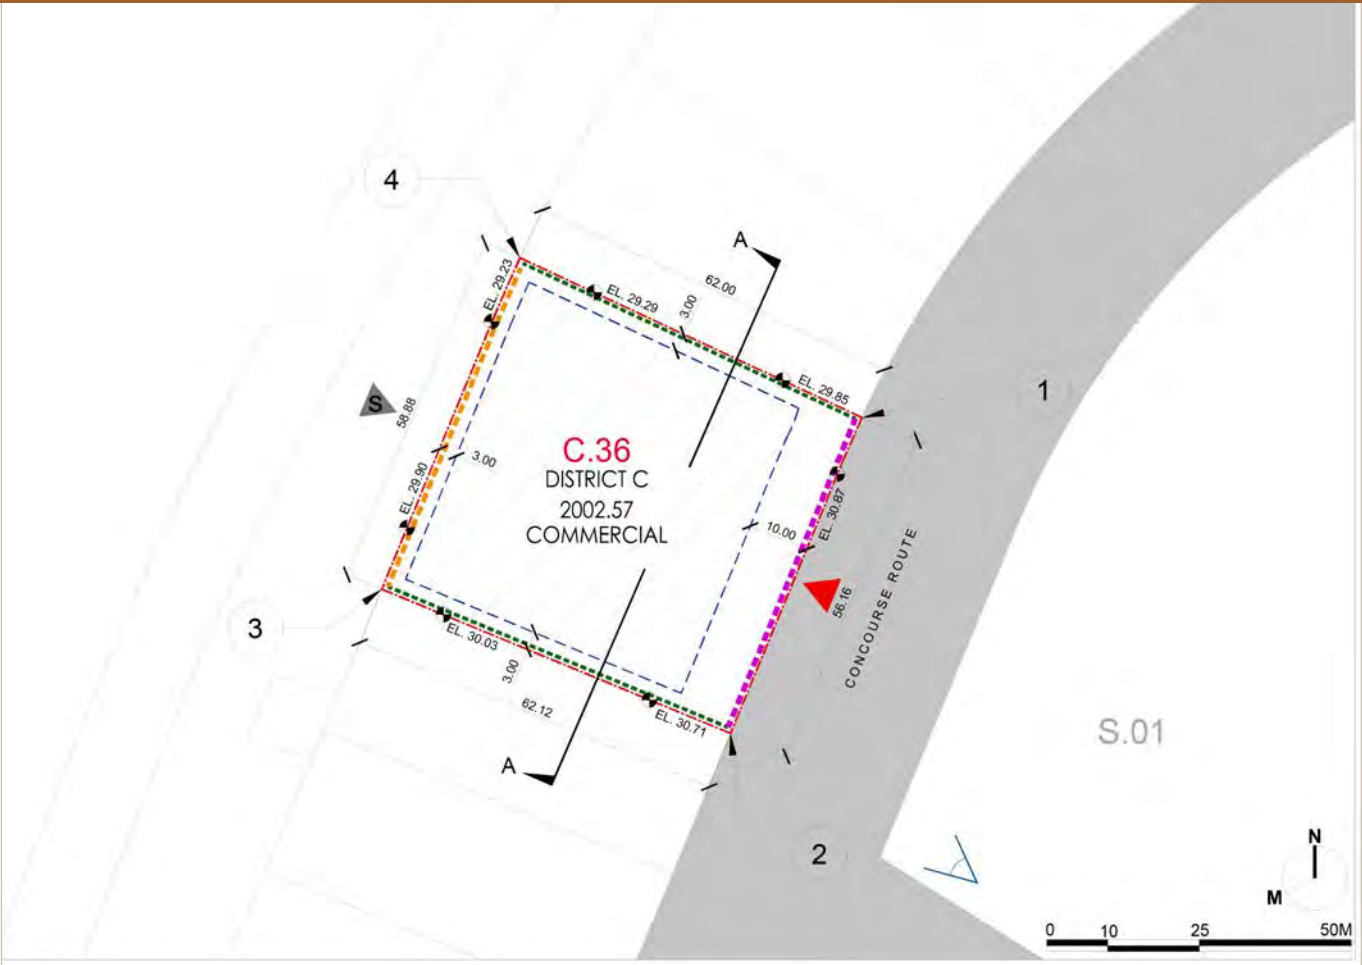 4
A
62.00
EL. 29.23
EL. 29.29
3.00
EL. 29.85
1
S
58.88
C.36
DISTRICT C
2002.57
COMMERCIAL
3.00
EL. 29.90
10.00
EL. 30.87
56.16
CONCOURSE ROUTE
3
EL. 30.03
3.00
62.12
EL. 30.71
A
S.01
2
N
M
0 10 25 50M